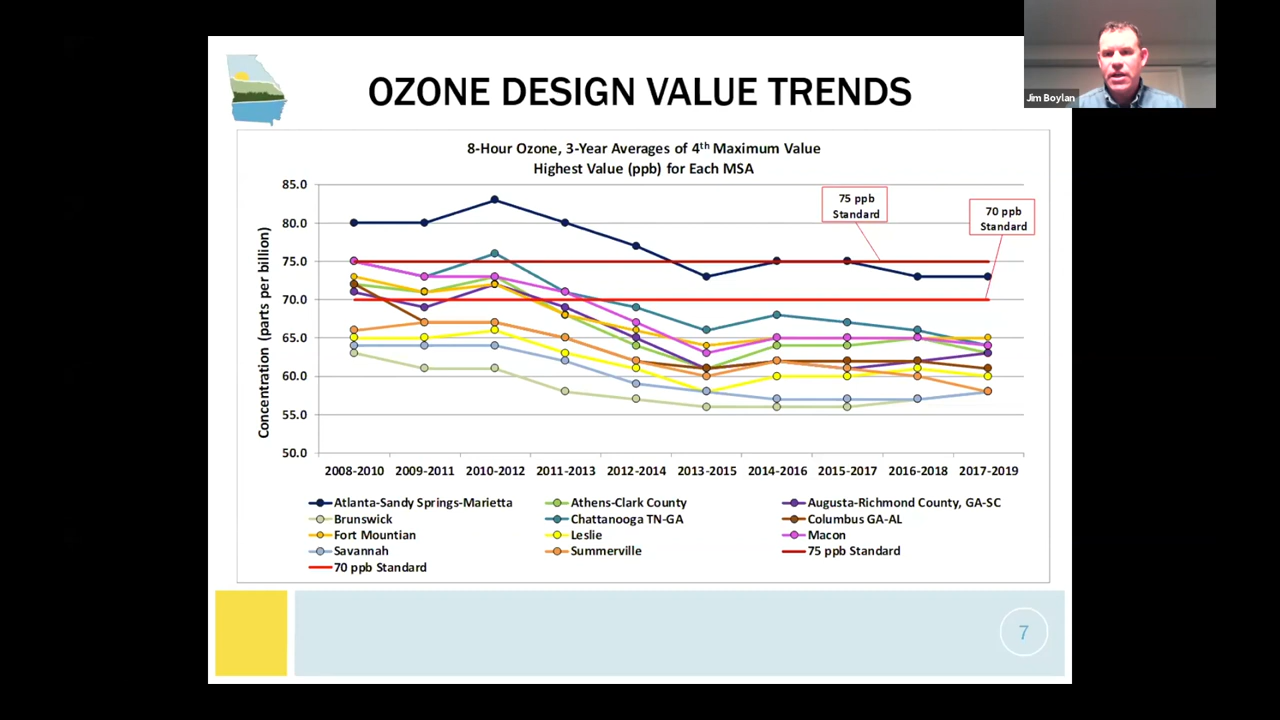 OZONE DESIGN VALUE TRENDS
Jim Boylan
8-Hour Ozone, 3-Year Averages of 4th Maximum Value
Highest Value (ppb) for Each MSA
75 ppb
Standard
70 ppb
Standard
Concentration (parts per billion)
85.0
80.0
75.0
70.0
65.0
60.0
55.0
50.0
2008-2010 2009-2011 2010-2012 2011-2013 2012-2014 2013-2015 2014-2016 2015-2017 2016-2018 2017-2019
Atlanta-Sandy Springs-Marietta Athens-Clark County Augusta-Richmond County, GA-SC
Brunswick Chattanooga TN-GA Columbus GA-AL
Fort Mountian Leslie Macon
Savannah Summerville 75 ppb Standard
70 ppb Standard
7